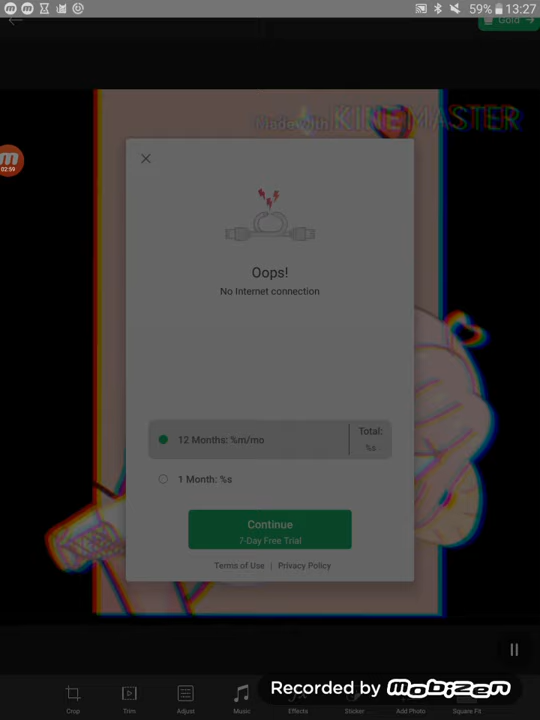 59% 13:27
Gold
Made with KINEMASTER
02:59
Oops!
No Internet connection
12 Months: %m/mo
Total:
%s
1 Month: %s
Continue
7-Day Free Trial
Terms of Use | Privacy Policy
Recorded by MOBIZEN
Crop
Trim
Adjust
Music
Effects
Sticker
Add Photo
Square Fit